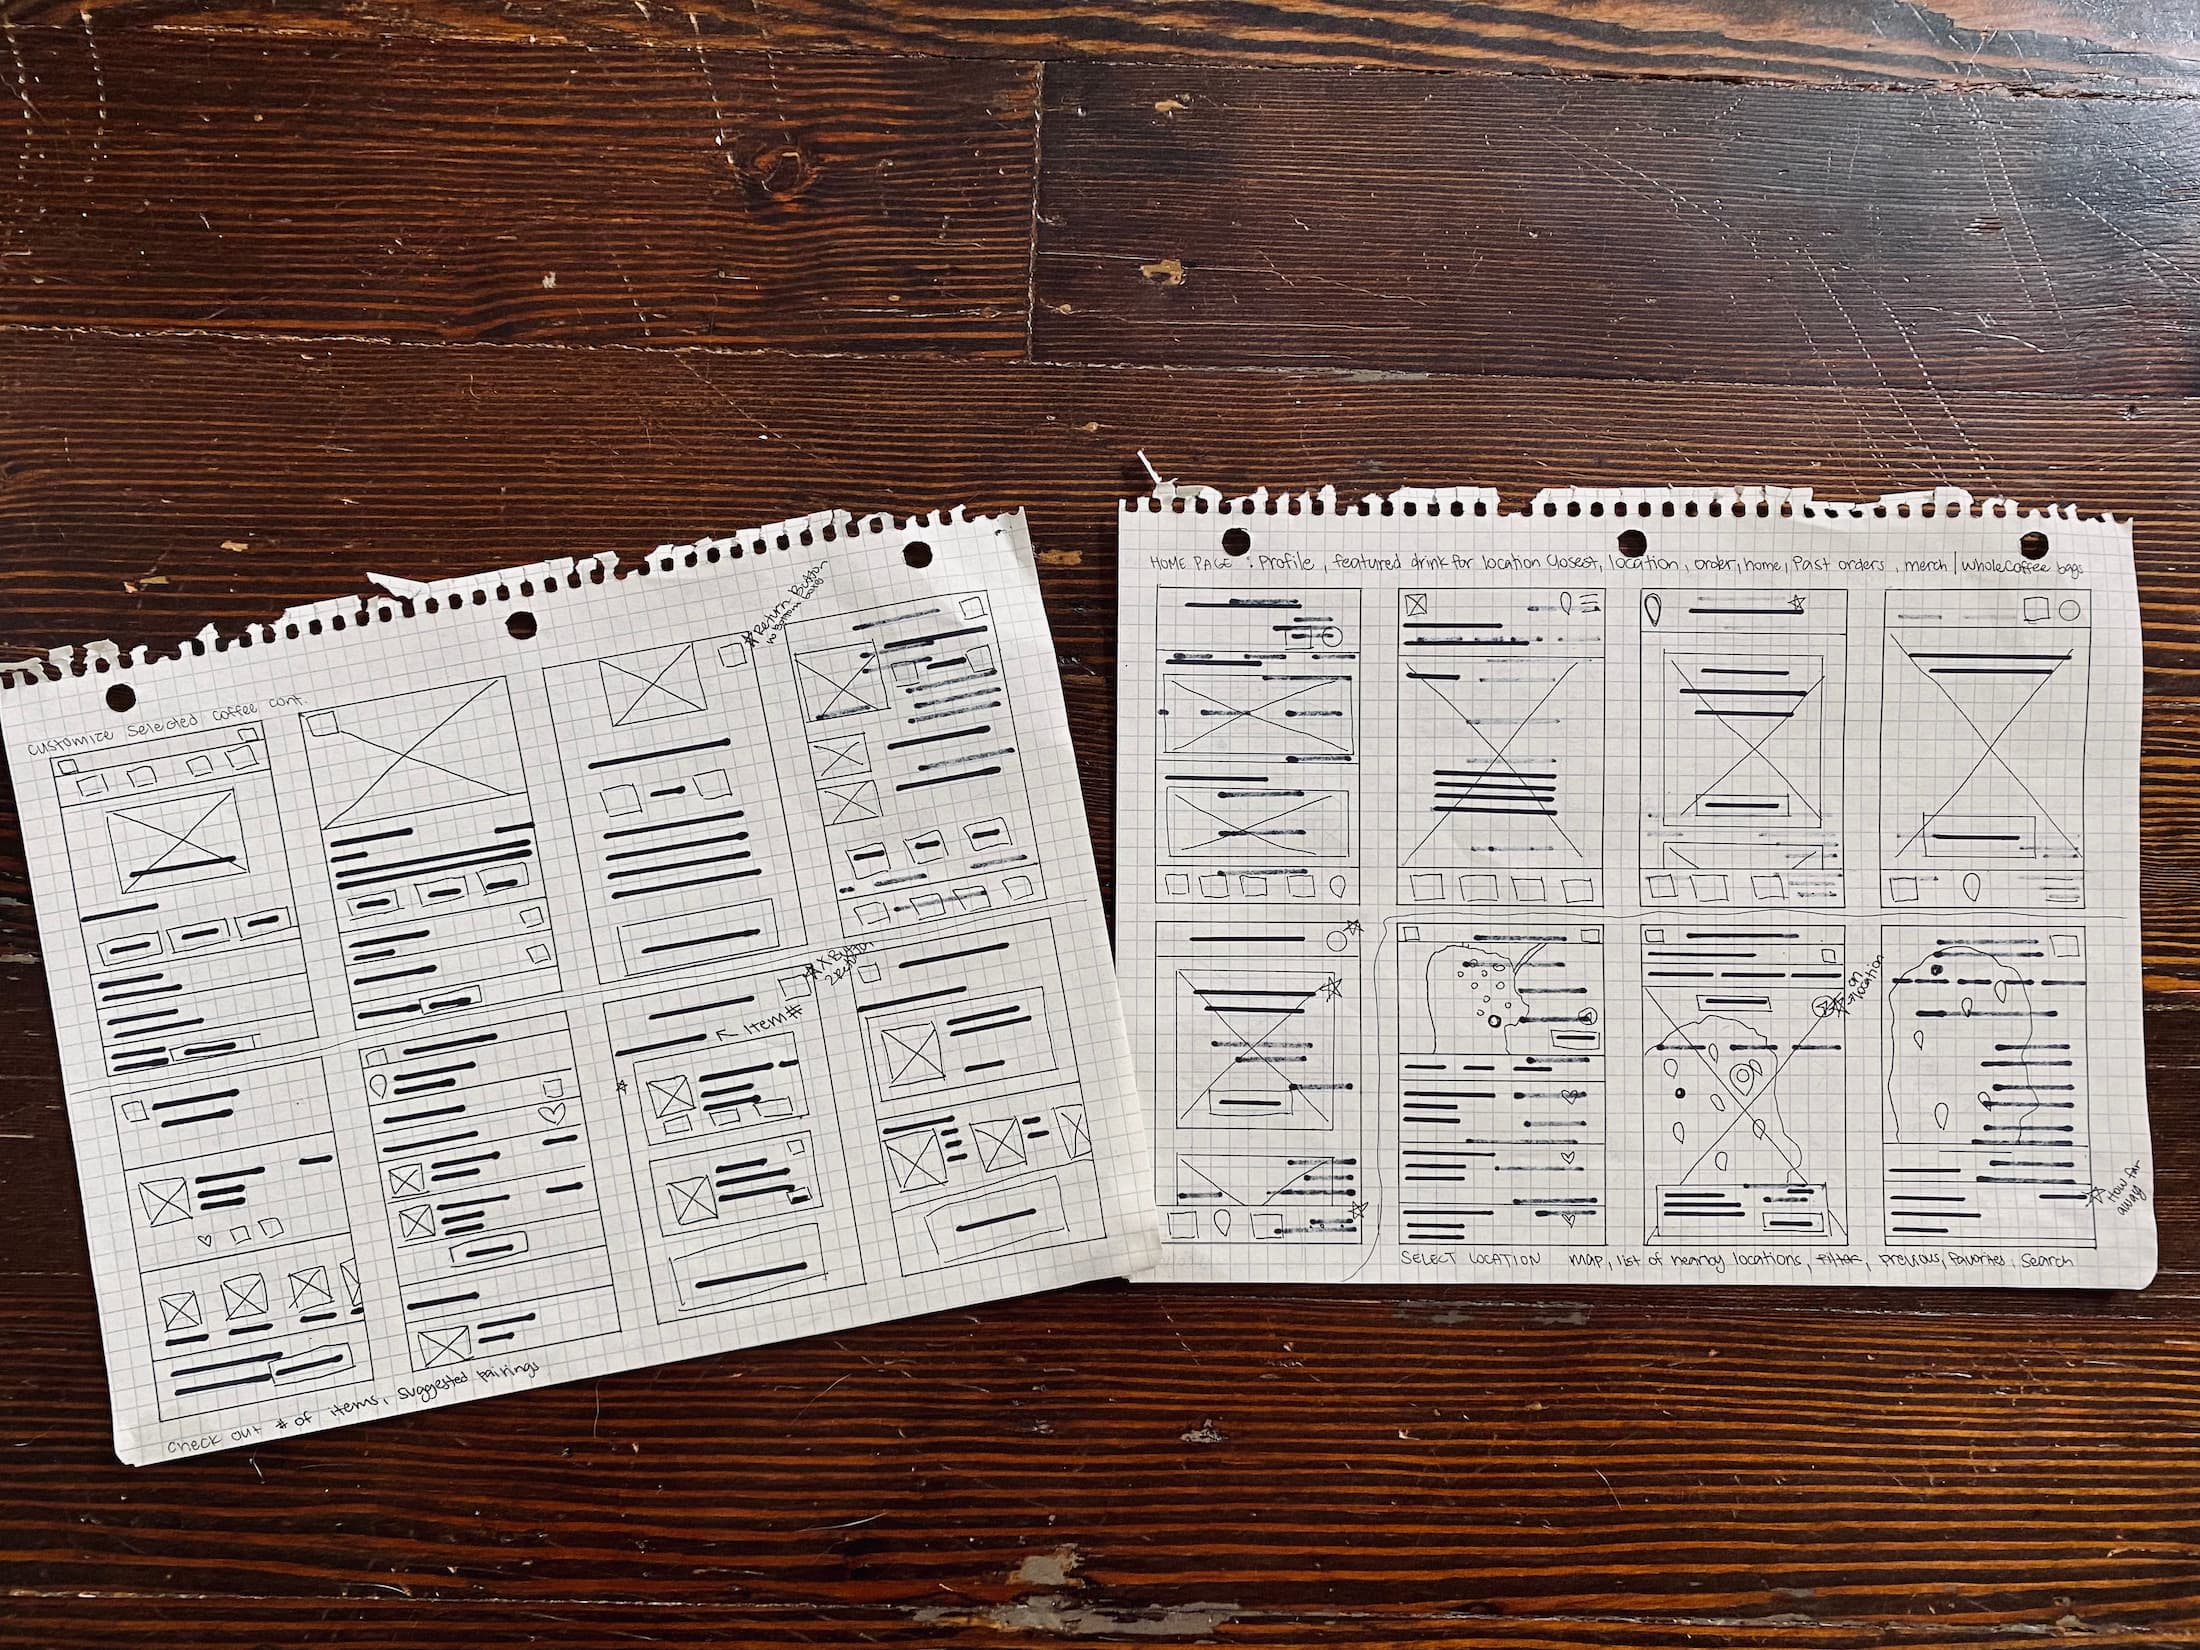 Customize selected coffee cont.
☆ Return Button
w bottom boxes
☆ X Button
← Item #
Check out # of items, suggested pairings
HOME PAGE : Profile, featured drink for location closest, location, order, home, Past orders, merch | whole coffee bags
on
location
How far
away
SELECT LOCATION map, list of nearby locations, filter, previous, favorites, search